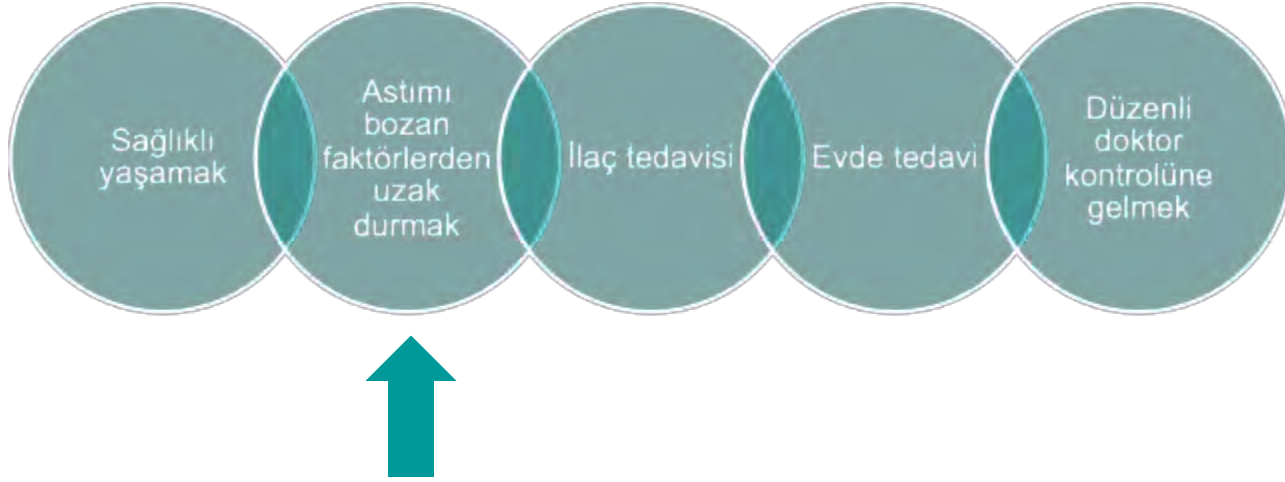 Sağlıklı
yaşamak
Astımı
bozan
faktörlerden
uzak
durmak
İlaç tedavisi
Evde tedavi
Düzenli
doktor
kontrolüne
gelmek